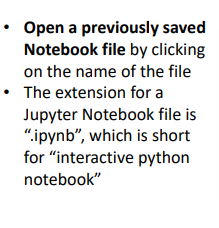 • Open a previously saved
Notebook file by clicking
on the name of the file
• The extension for a
Jupyter Notebook file is
“.ipynb”, which is short
for “interactive python
notebook”